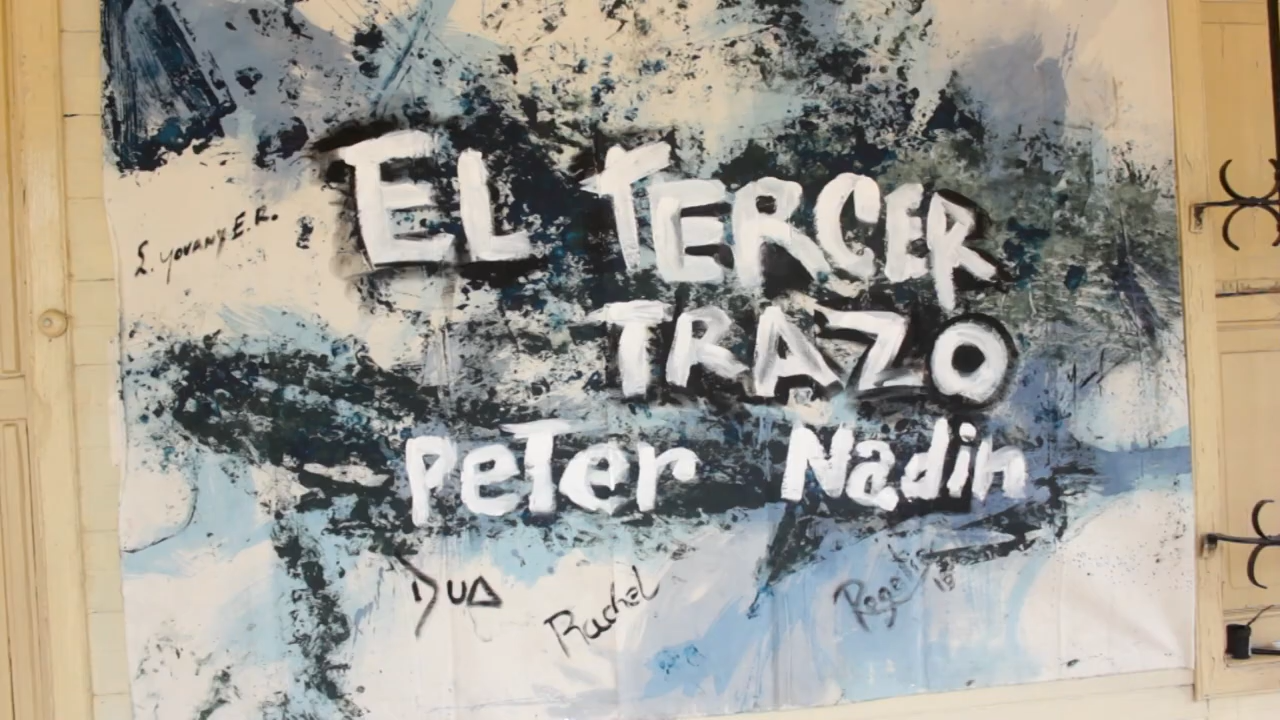 EL TERCER
TRAZO
PeTer Nadin
L. YOVANY E.R.
DUA
Rachel